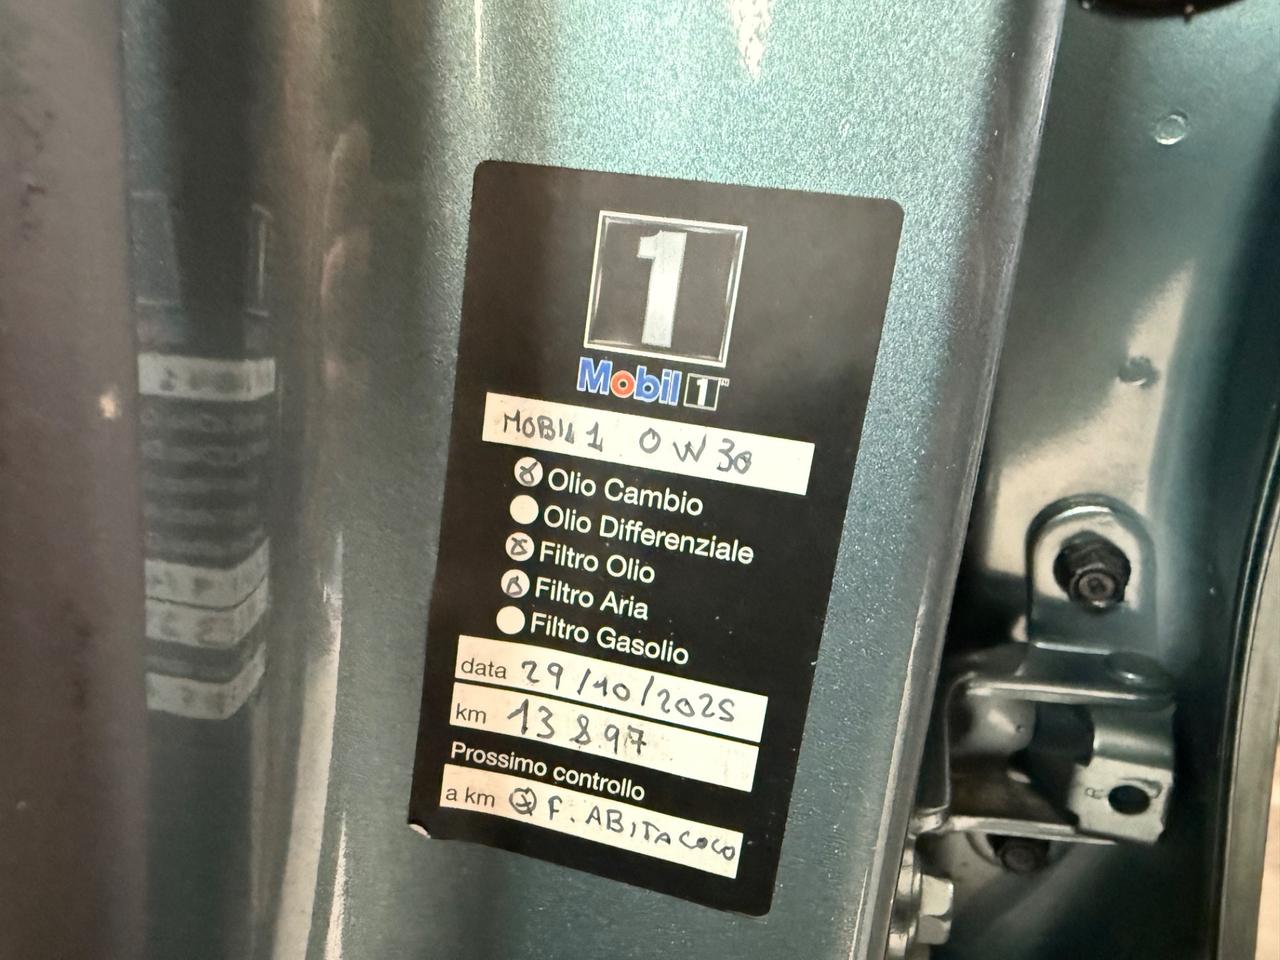 1
Mobil 1™
MOBIL 1 0W30
Olio Cambio
Olio Differenziale
Filtro Olio
Filtro Aria
Filtro Gasolio
data 29/10/2025
km 13897
Prossimo controllo
a km F. ABITACOLO